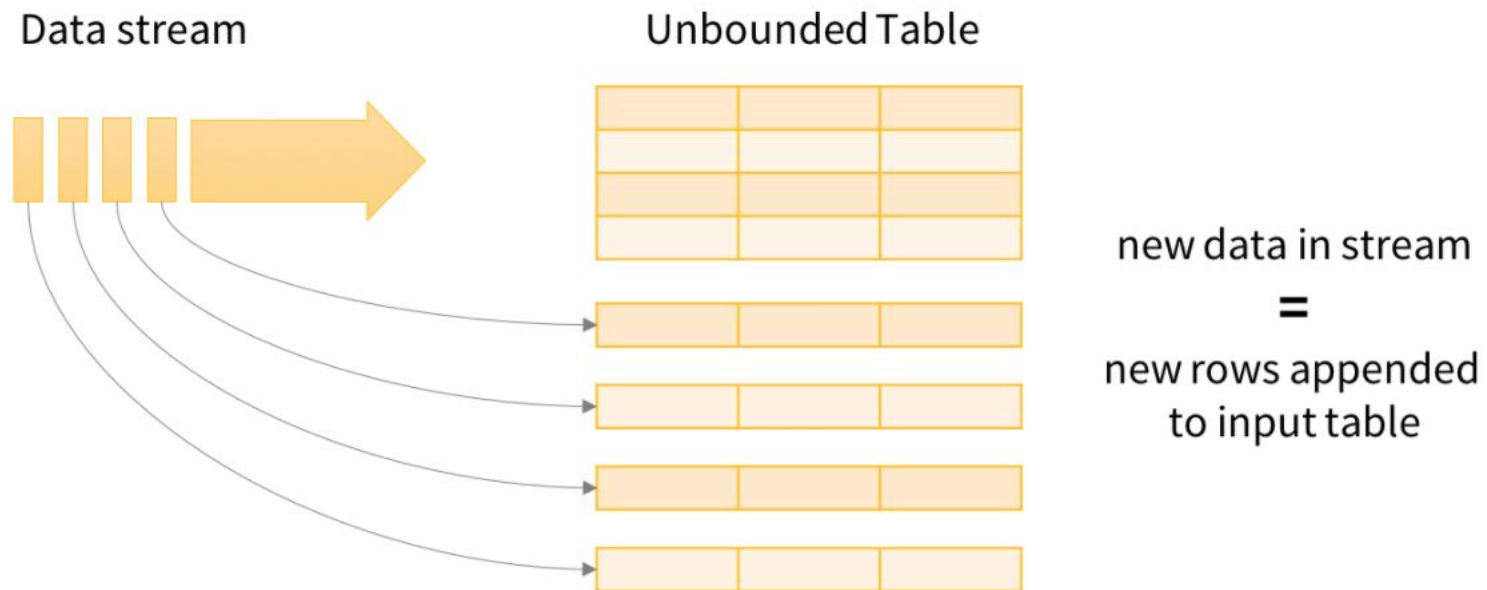 Data stream
Unbounded Table
new data in stream
=
new rows appended
to input table